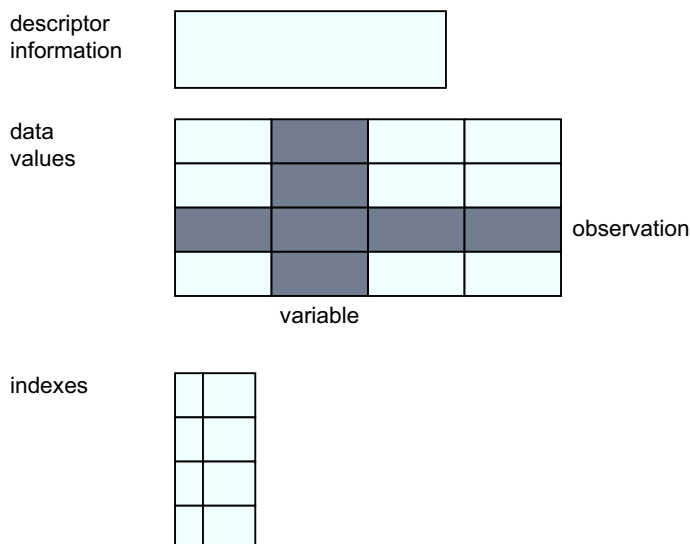 descriptor
information
data
values
observation
variable
indexes